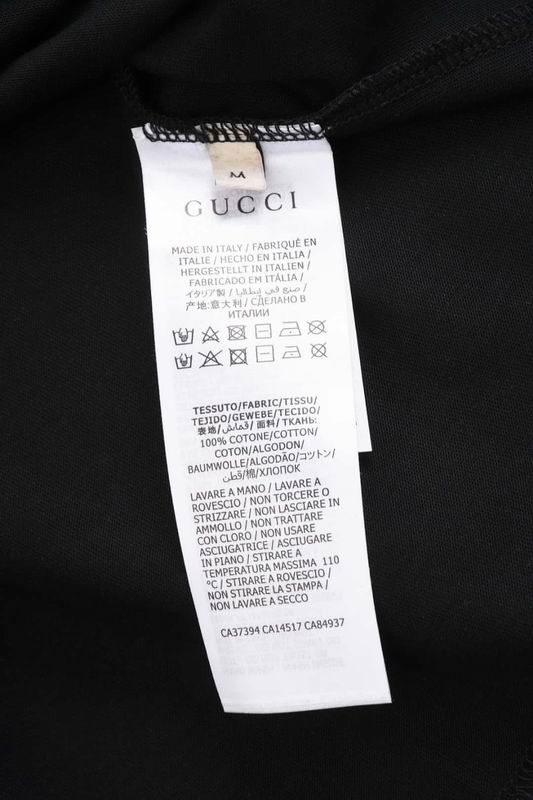 M
GUCCI
MADE IN ITALY / FABRIQUÉ EN
ITALIE / HECHO EN ITALIA /
HERGESTELLT IN ITALIEN /
FABRICADO EM ITÁLIA /
イタリア製 / صنع في إيطاليا /
产地:意大利 / СДЕЛАНО В
ИТАЛИИ
TESSUTO/FABRIC/TISSU/
TEJIDO/GEWEBE/TECIDO/
表地/قماش/面料/ТКАНЬ:
100% COTONE/COTTON/
COTON/ALGODON/
BAUMWOLLE/ALGODÃO/コットン/
قطن/棉/ХЛОПОК
LAVARE A MANO / LAVARE A
ROVESCIO / NON TORCERE O
STRIZZARE / NON LASCIARE IN
AMMOLLO / NON TRATTARE
CON CLORO / NON USARE
ASCIUGATRICE / ASCIUGARE
IN PIANO / STIRARE A
TEMPERATURA MASSIMA 110
°C / STIRARE A ROVESCIO /
NON STIRARE LA STAMPA /
NON LAVARE A SECCO
CA37394 CA14517 CA84937